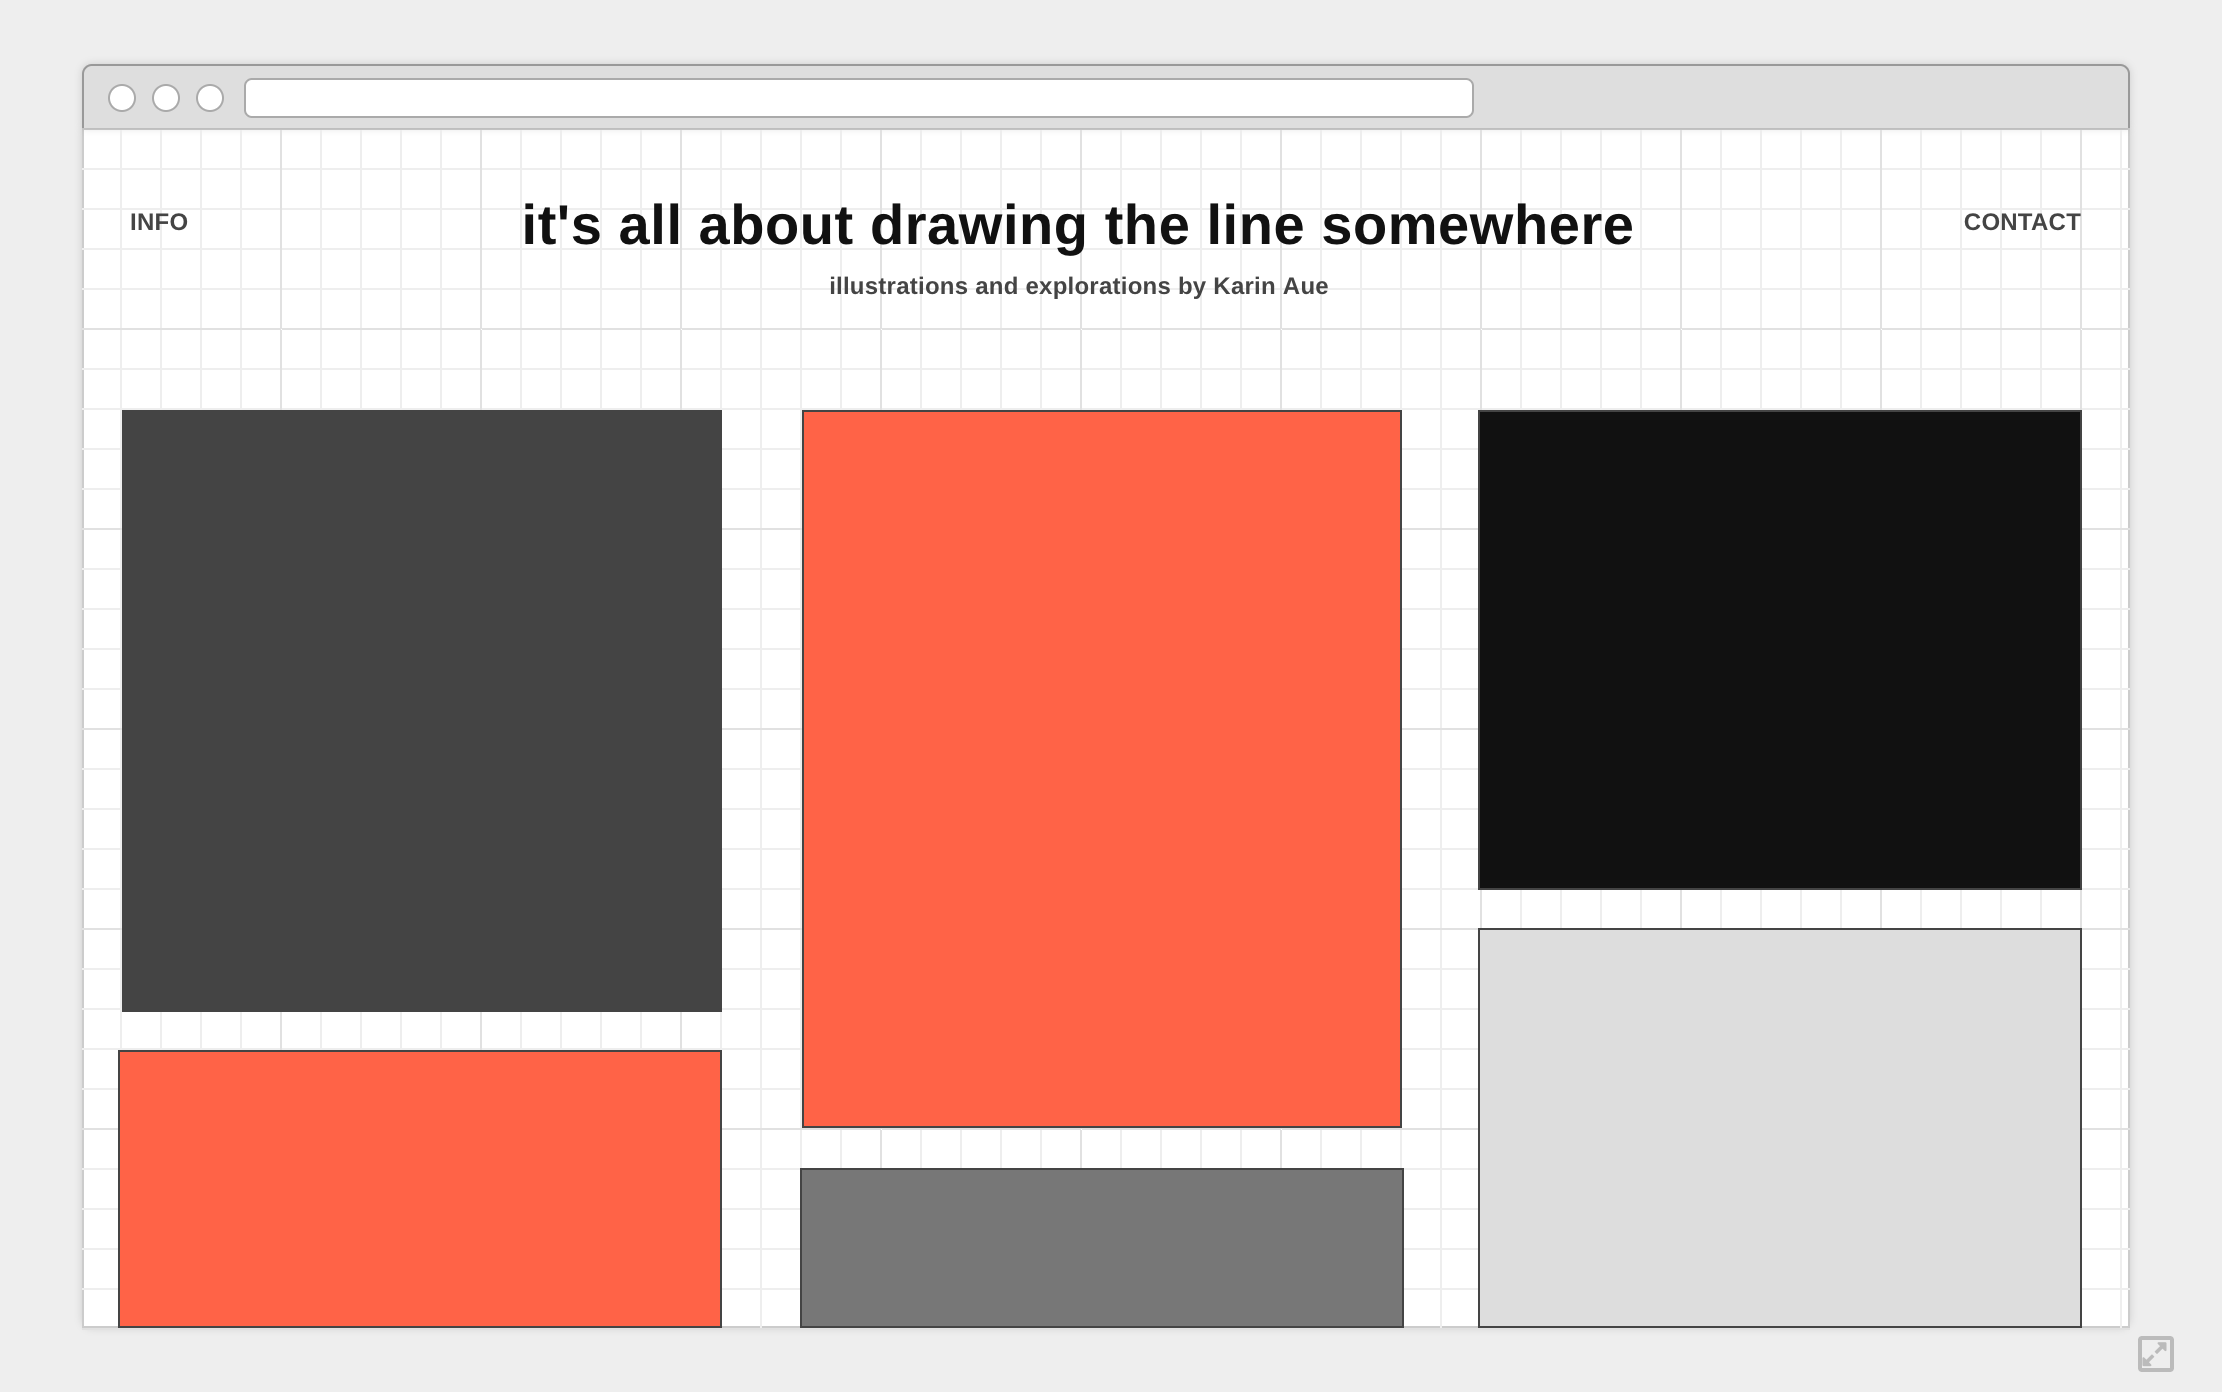 INFO
it's all about drawing the line somewhere
CONTACT
illustrations and explorations by Karin Aue